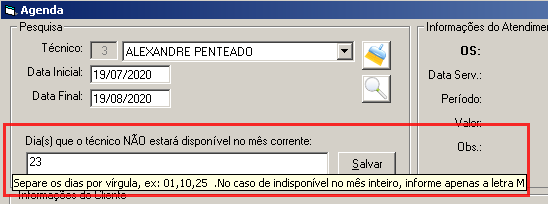 Agenda
Pesquisa
Técnico: 3 ALEXANDRE PENTEADO
Data Inicial: 19/07/2020
Data Final: 19/08/2020
Dia(s) que o técnico NÃO estará disponível no mês corrente:
23 Salvar
Separe os dias por vírgula, ex: 01,10,25 .No caso de indisponível no mês inteiro, informe apenas a letra M
Informações do Cliente
Informações do Atendime
OS:
Data Serv.:
Período:
Valor:
Obs.: